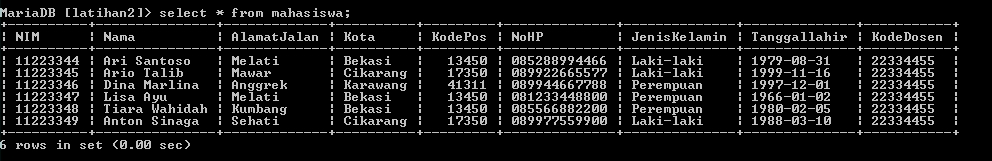 MariaDB [latihan2]> select * from mahasiswa;
+----------+--------------+-------------+----------+---------+--------------+--------------+--------------+-----------+
| NIM      | Nama         | AlamatJalan | Kota     | KodePos | NoHP         | JenisKelamin | Tanggallahir | KodeDosen |
+----------+--------------+-------------+----------+---------+--------------+--------------+--------------+-----------+
| 11223344 | Ari Santoso  | Melati      | Bekasi   |   13450 | 085288994466 | Laki-laki    | 1979-08-31   | 22334455  |
| 11223345 | Ario Talib   | Mawar       | Cikarang |   17350 | 089922665577 | Laki-laki    | 1999-11-16   | 22334455  |
| 11223346 | Dina Marlina | Anggrek     | Karawang |   41311 | 089944667788 | Perempuan    | 1997-12-01   | 22334455  |
| 11223347 | Lisa Ayu     | Melati      | Bekasi   |   13450 | 081233448800 | Perempuan    | 1966-01-02   | 22334455  |
| 11223348 | Tiara Wahidah | Kumbang     | Bekasi   |   13450 | 085566882200 | Perempuan    | 1980-02-05   | 22334455  |
| 11223349 | Anton Sinaga | Sehati      | Cikarang |   17350 | 089977559900 | Laki-laki    | 1988-03-10   | 22334455  |
+----------+--------------+-------------+----------+---------+--------------+--------------+--------------+-----------+
6 rows in set (0.00 sec)